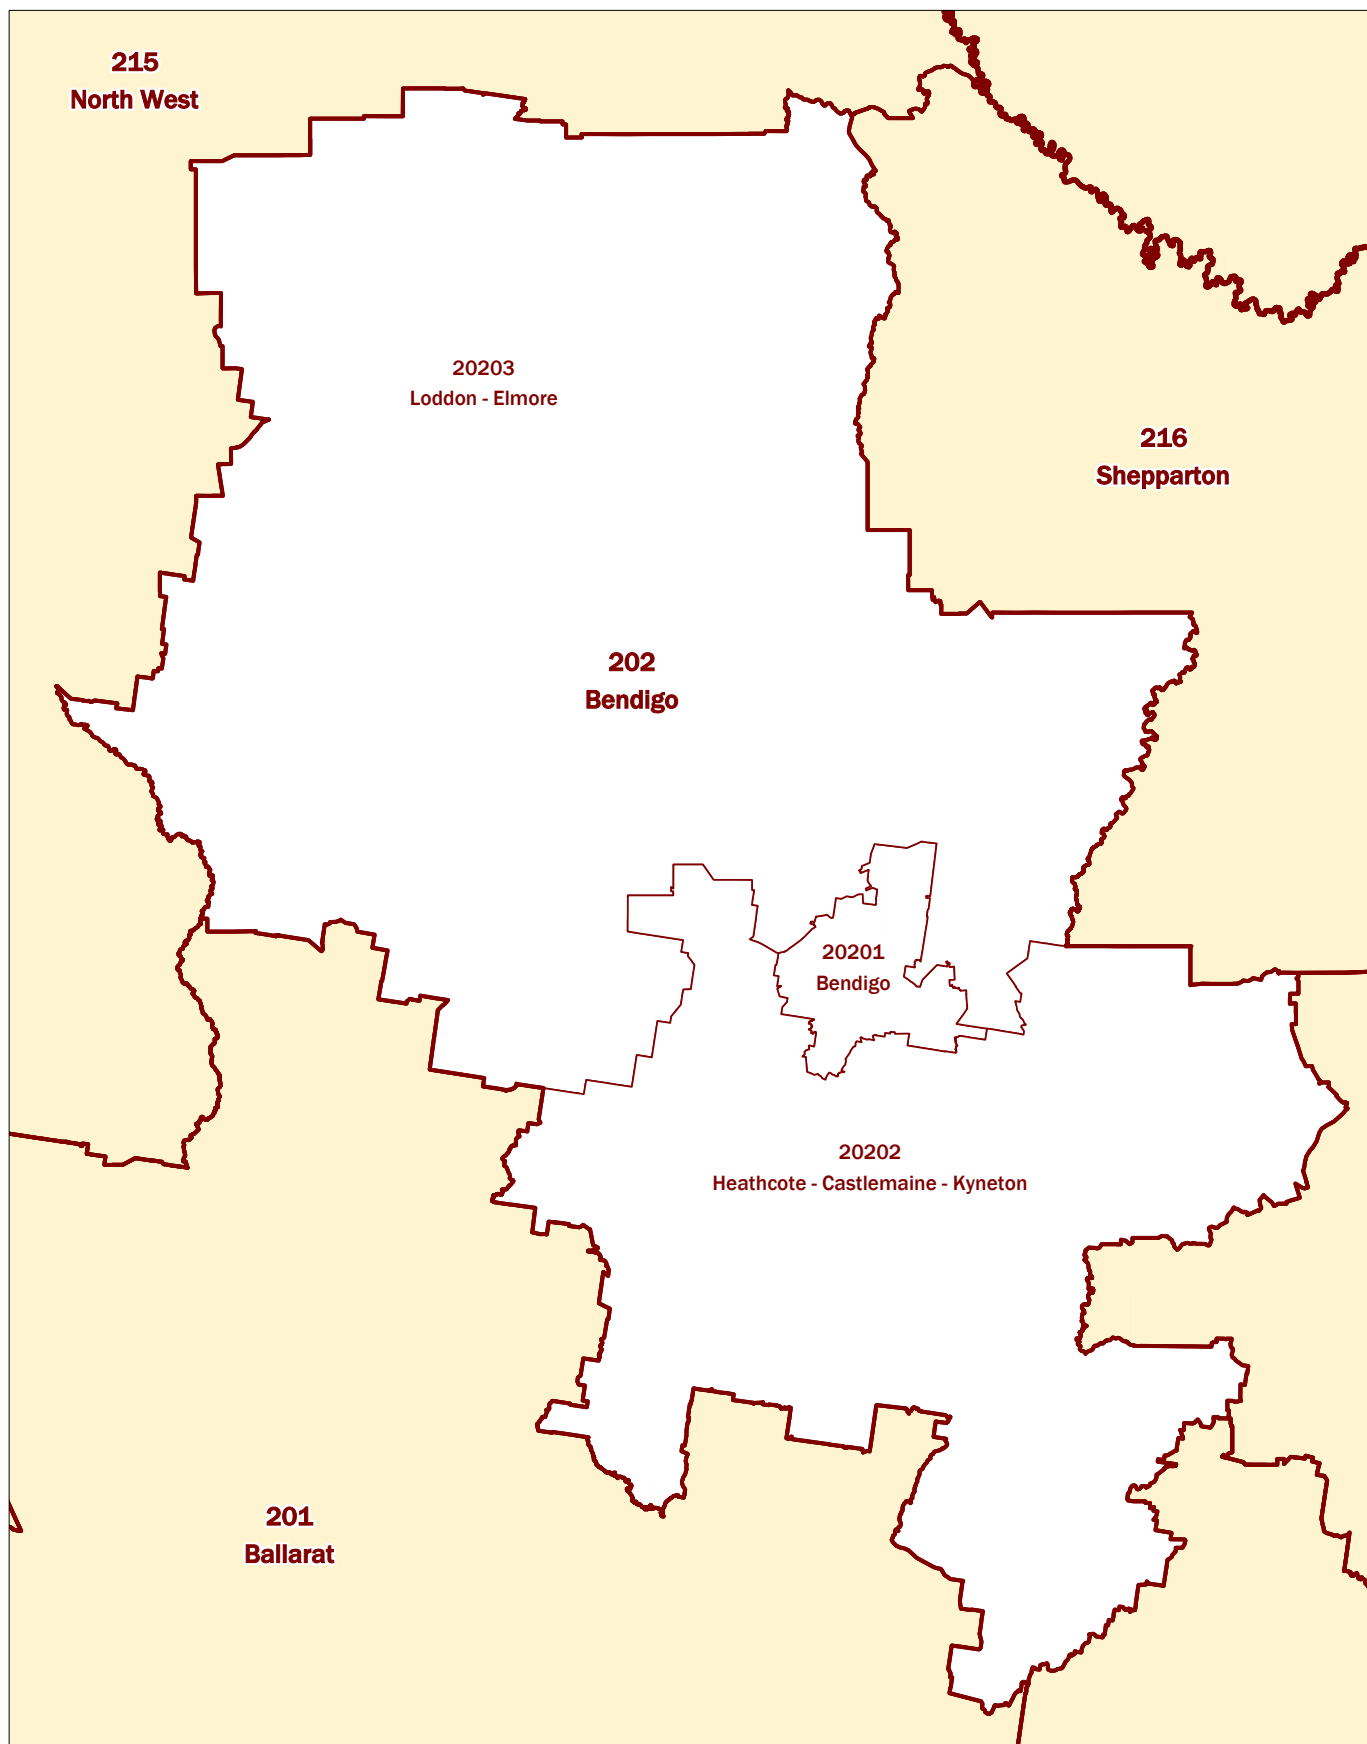 215
North West
20203
Loddon - Elmore
216
Shepparton
202
Bendigo
20201
Bendigo
20202
Heathcote - Castlemaine - Kyneton
201
Ballarat